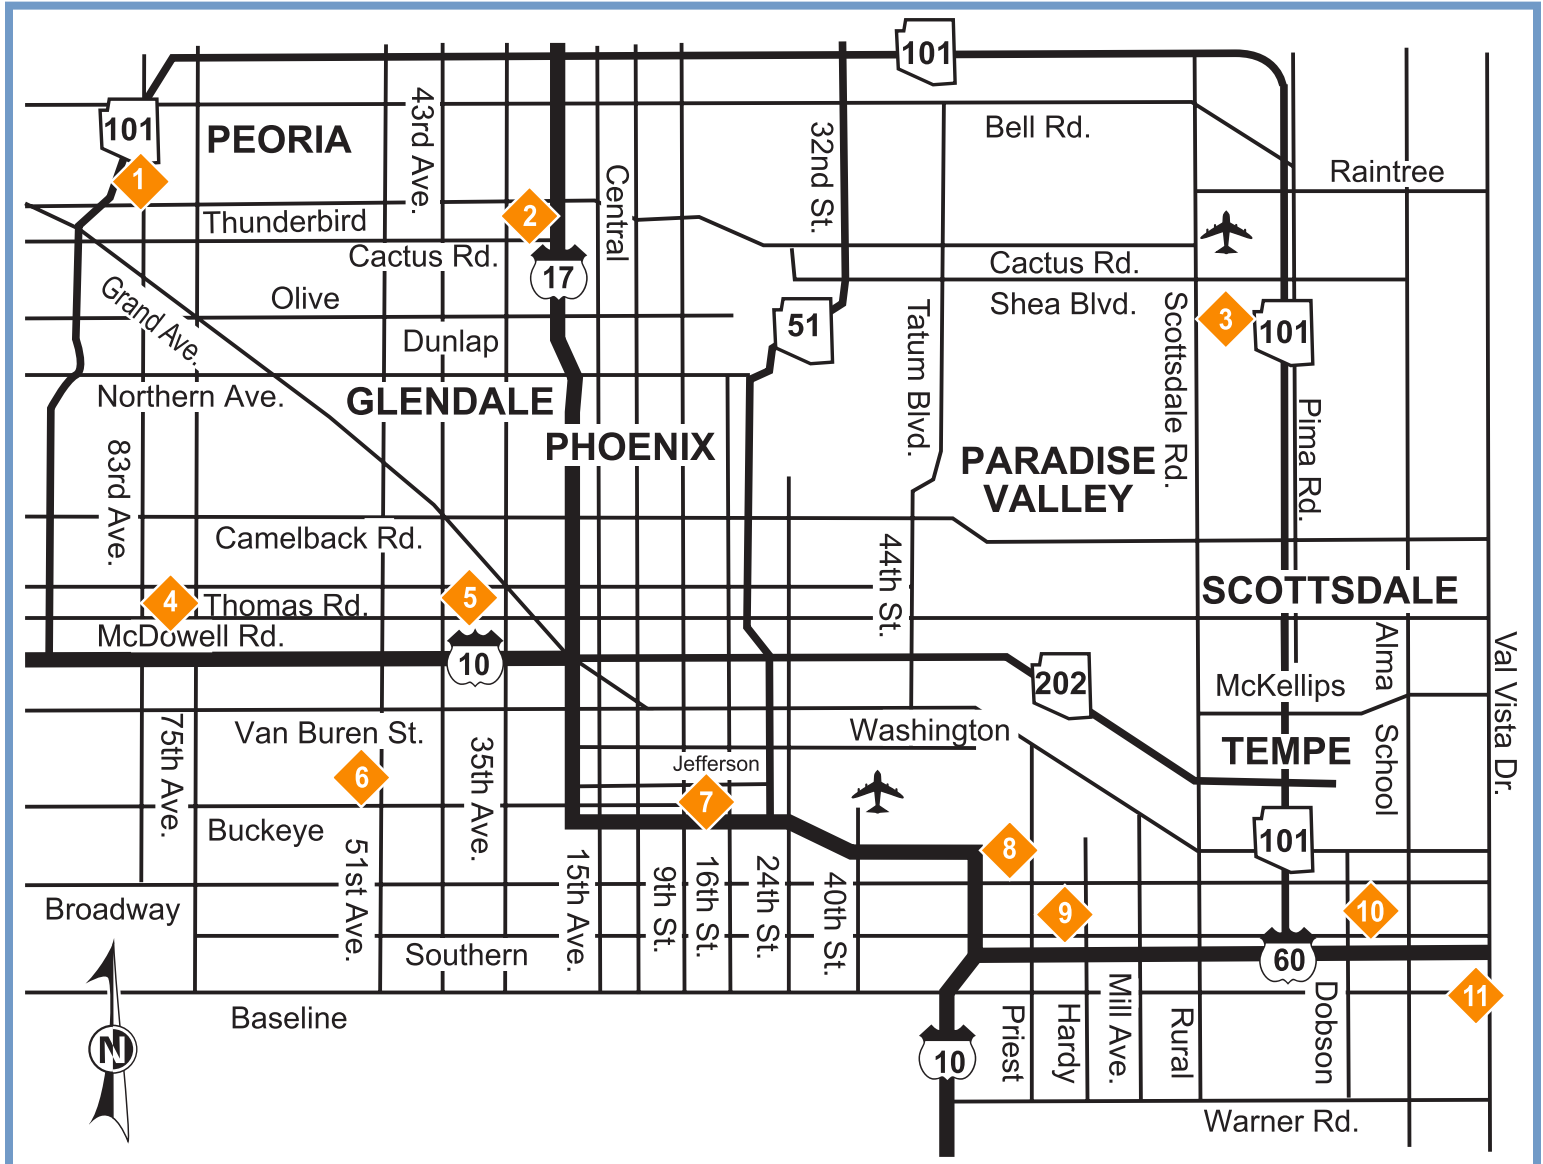 101
101
PEORIA
43rd Ave.
32nd St.
Bell Rd.
Raintree
1
Thunderbird
2
Central
Cactus Rd.
17
Cactus Rd.
Grand Ave.
Olive
Shea Blvd.
Scottsdale Rd.
3
101
51
Tatum Blvd.
Dunlap
Northern Ave.
GLENDALE
PHOENIX
Pima Rd.
83rd Ave.
PARADISE
VALLEY
Camelback Rd.
44th St.
4
Thomas Rd.
5
SCOTTSDALE
McDowell Rd.
10
202
McKellips
Alma
School
Val Vista Dr.
75th Ave.
Van Buren St.
35th Ave.
Washington
TEMPE
6
Jefferson
7
Buckeye
101
51st Ave.
15th Ave.
9th St.
16th St.
24th St.
40th St.
8
Broadway
9
10
Southern
60
11
N
Baseline
10
Priest
Hardy
Mill Ave.
Rural
Dobson
Warner Rd.